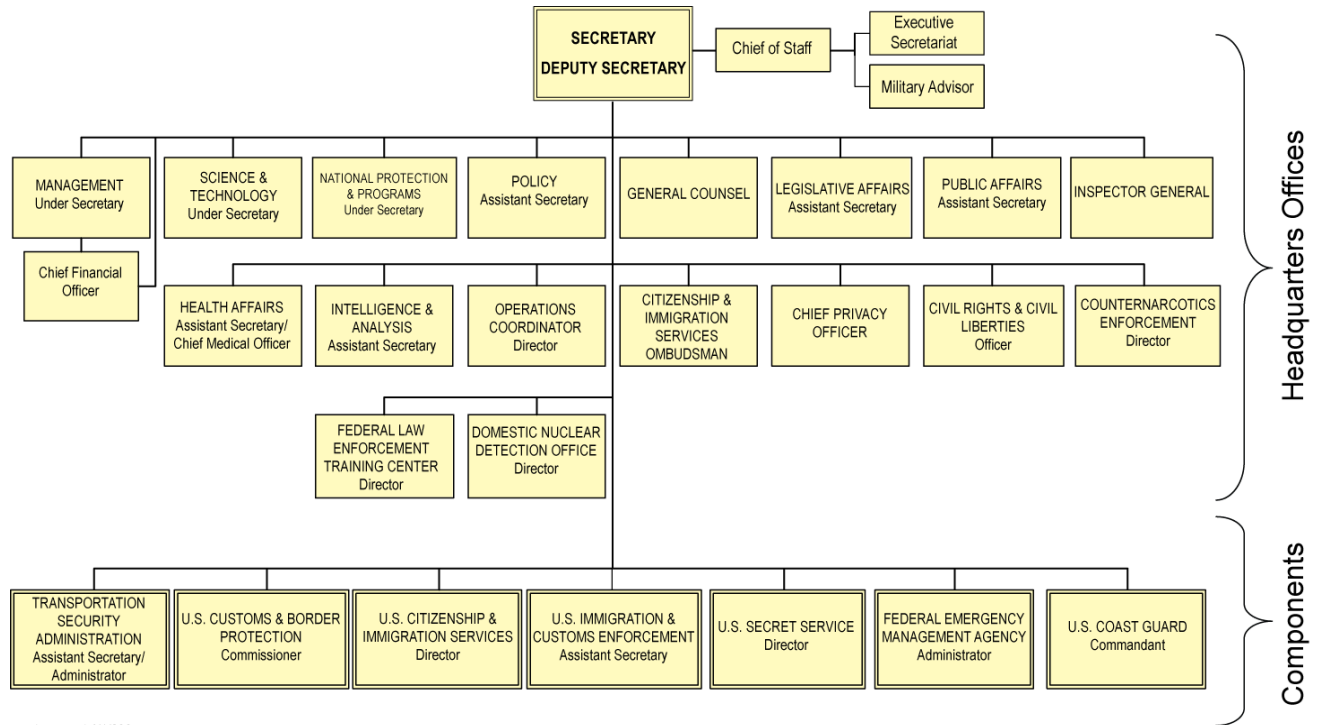 SECRETARY
DEPUTY SECRETARY
Chief of Staff
Executive
Secretariat
Military Advisor
MANAGEMENT
Under Secretary
SCIENCE &
TECHNOLOGY
Under Secretary
NATIONAL PROTECTION
& PROGRAMS
Under Secretary
POLICY
Assistant Secretary
GENERAL COUNSEL
LEGISLATIVE AFFAIRS
Assistant Secretary
PUBLIC AFFAIRS
Assistant Secretary
INSPECTOR GENERAL
Chief Financial
Officer
HEALTH AFFAIRS
Assistant Secretary/
Chief Medical Officer
INTELLIGENCE &
ANALYSIS
Assistant Secretary
OPERATIONS
COORDINATOR
Director
CITIZENSHIP &
IMMIGRATION
SERVICES
OMBUDSMAN
CHIEF PRIVACY
OFFICER
CIVIL RIGHTS & CIVIL
LIBERTIES
Officer
COUNTERNARCOTICS
ENFORCEMENT
Director
FEDERAL LAW
ENFORCEMENT
TRAINING CENTER
Director
DOMESTIC NUCLEAR
DETECTION OFFICE
Director
Headquarters Offices
TRANSPORTATION
SECURITY
ADMINISTRATION
Assistant Secretary/
Administrator
U.S. CUSTOMS & BORDER
PROTECTION
Commissioner
U.S. CITIZENSHIP &
IMMIGRATION SERVICES
Director
U.S. IMMIGRATION &
CUSTOMS ENFORCEMENT
Assistant Secretary
U.S. SECRET SERVICE
Director
FEDERAL EMERGENCY
MANAGEMENT AGENCY
Administrator
U.S. COAST GUARD
Commandant
Components